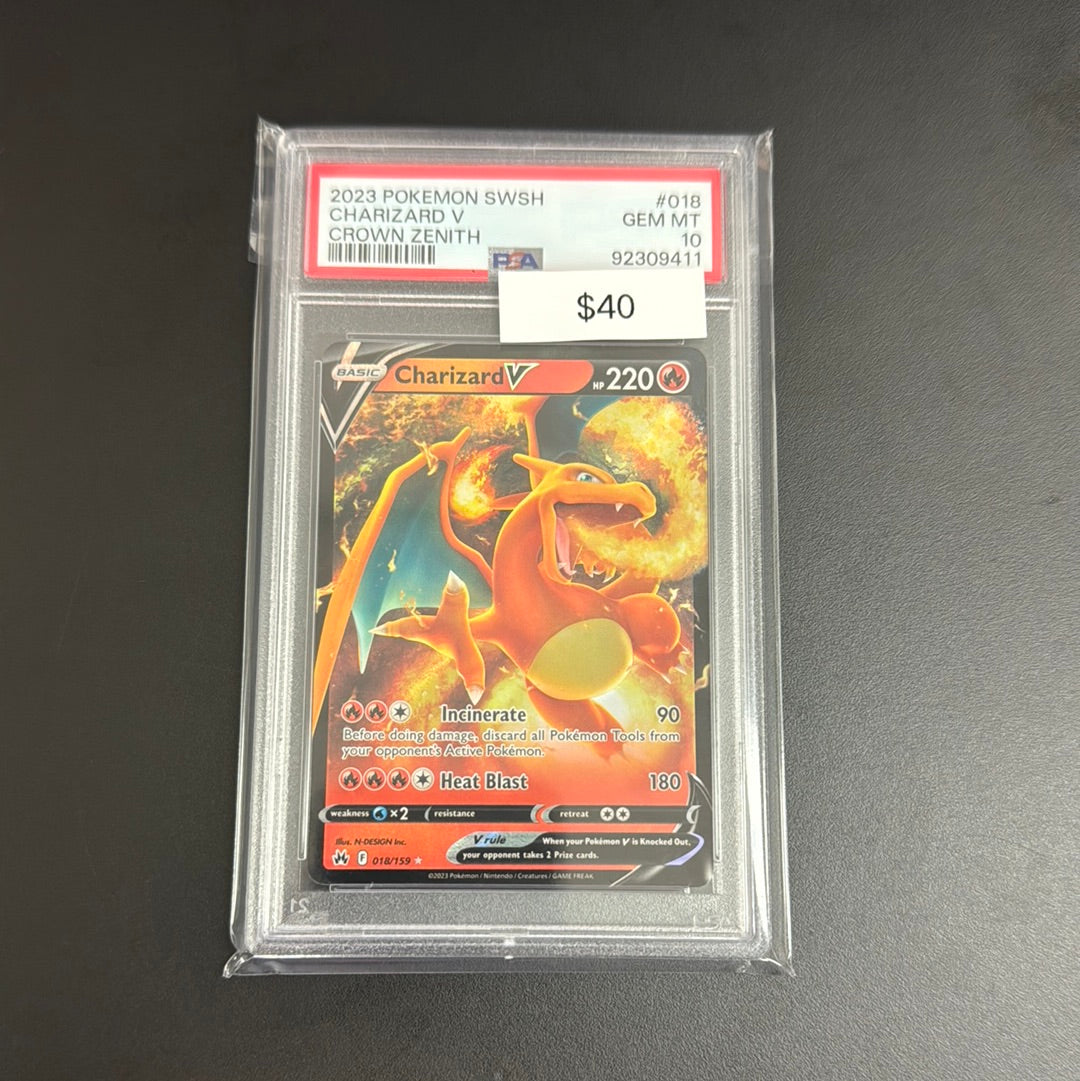 2023 POKEMON SWSH #018
CHARIZARD V GEM MT
CROWN ZENITH 10
92309411
PSA
$40
BASIC Charizard V HP 220
Incinerate 90
Before doing damage, discard all Pokémon Tools from
your opponent's Active Pokémon.
Heat Blast 180
weakness ×2 resistance retreat
Illus. N-DESIGN Inc.
V rule When your Pokémon V is Knocked Out,
your opponent takes 2 Prize cards.
F 018/159
©2023 Pokémon / Nintendo / Creatures / GAME FREAK
21